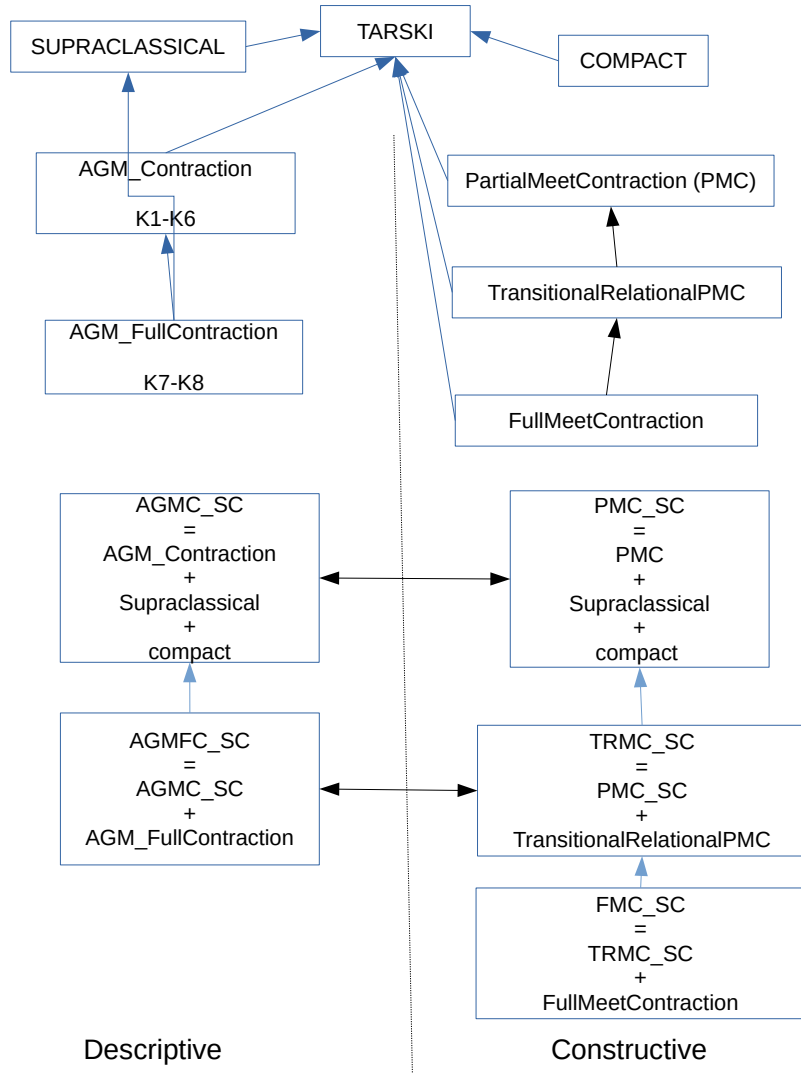 SUPRACLASSICAL
TARSKI
COMPACT
AGM_Contraction
K1-K6
PartialMeetContraction (PMC)
TransitionalRelationalPMC
AGM_FullContraction
K7-K8
FullMeetContraction
AGMC_SC
=
AGM_Contraction
+
Supraclassical
+
compact
PMC_SC
=
PMC
+
Supraclassical
+
compact
AGMFC_SC
=
AGMC_SC
+
AGM_FullContraction
TRMC_SC
=
PMC_SC
+
TransitionalRelationalPMC
FMC_SC
=
TRMC_SC
+
FullMeetContraction
Descriptive
Constructive